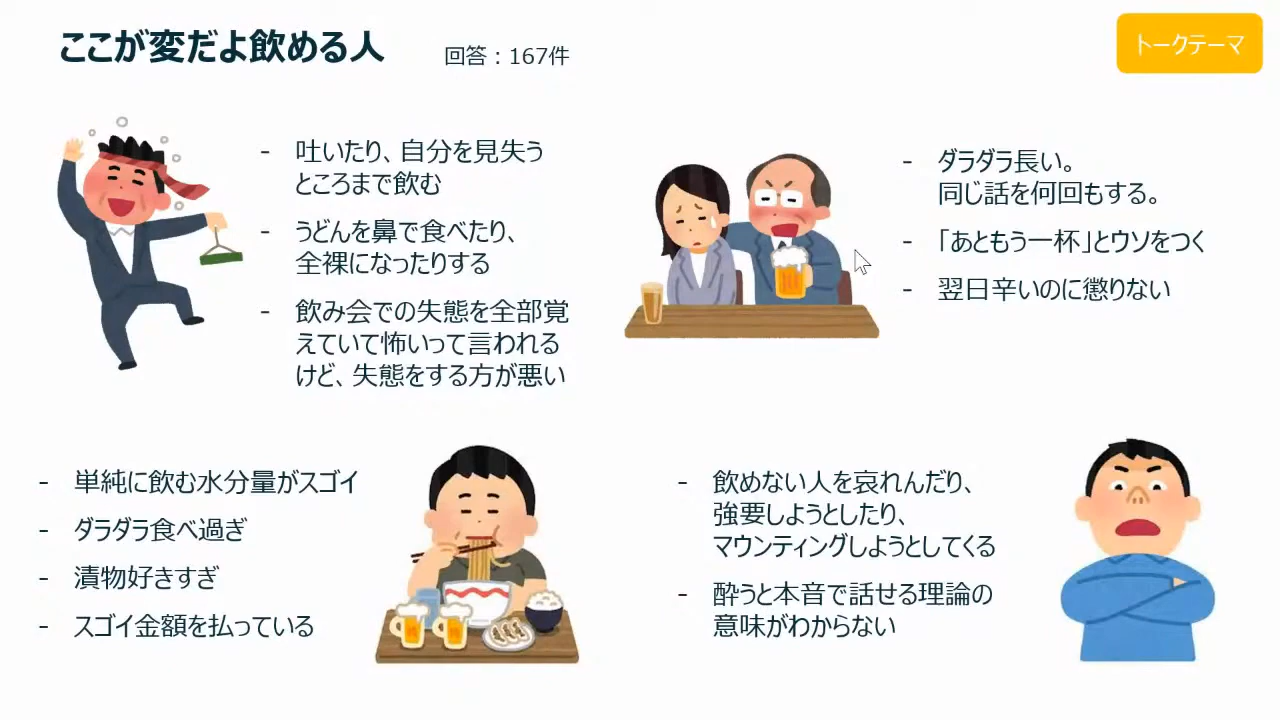 ここが変だよ飲める人
回答：167件
トークテーマ
- 吐いたり、自分を見失う
ところまで飲む
- うどんを鼻で食べたり、
全裸になったりする
- 飲み会での失態を全部覚
えていて怖いって言われる
けど、失態をする方が悪い
- ダラダラ長い。
同じ話を何回もする。
- 「あともう一杯」とウソをつく
- 翌日辛いのに懲りない
- 単純に飲む水分量がスゴイ
- ダラダラ食べ過ぎ
- 漬物好きすぎ
- スゴイ金額を払っている
- 飲めない人を哀れんだり、
強要しようとしたり、
マウンティングしようとしてくる
- 酔うと本音で話せる理論の
意味がわからない